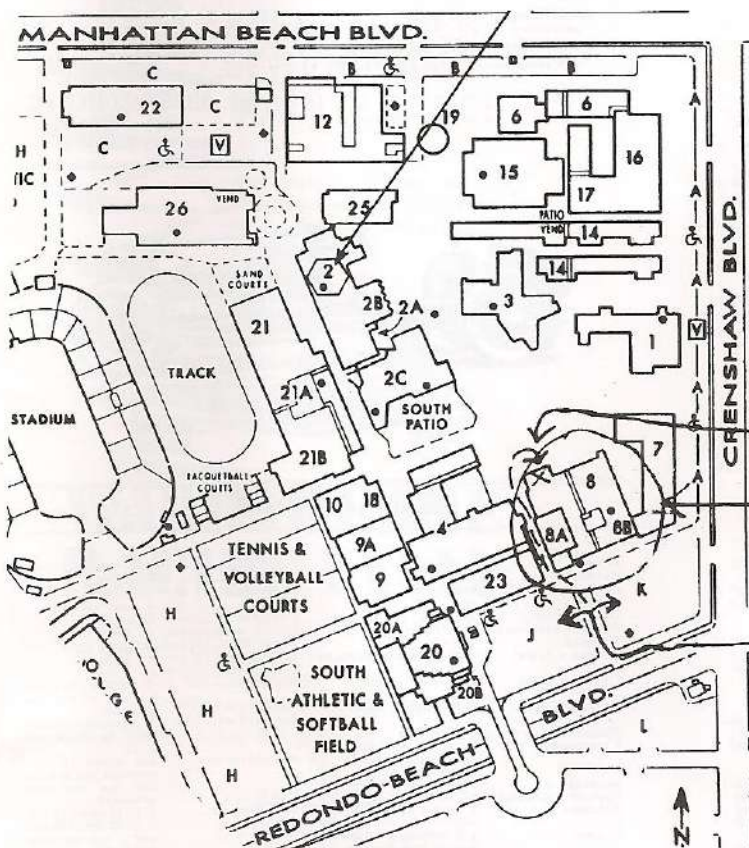 MANHATTAN BEACH BLVD.
C
B
B
B
22
C
12
19
6
6
A
H
C
V
15
16
TIC
17
26
VEND
25
PATIO
VEND
14
2
14
SAND
COURTS
2B
2A
3
21
1
V
CRENSHAW BLVD.
TRACK
2C
21A
A
STADIUM
SOUTH
PATIO
21B
7
RACQUETBALL
COURTS
8
A
10
18
4
8A
8B
9A
TENNIS &
VOLLEYBALL
COURTS
9
23
K
H
20A
B
J
20
SOUTH
ATHLETIC &
SOFTBALL
FIELD
20B
H
L
H
REDONDO-BEACH BLVD.
N